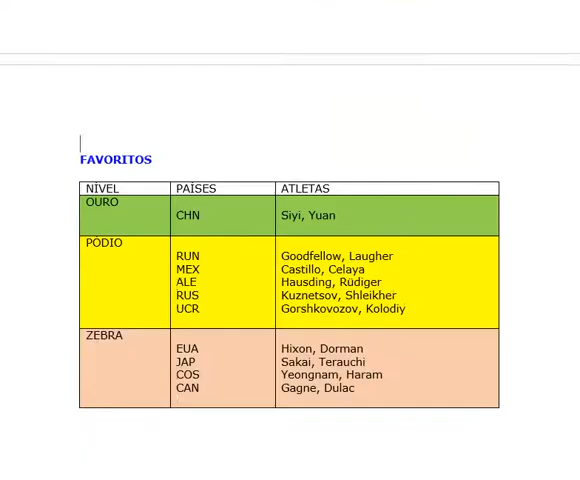 FAVORITOS
NÍVEL PAÍSES ATLETAS
OURO
CHN Siyi, Yuan
PÓDIO
RUN Goodfellow, Laugher
MEX Castillo, Celaya
ALE Hausding, Rüdiger
RUS Kuznetsov, Shleikher
UCR Gorshkovozov, Kolodiy
ZEBRA
EUA Hixon, Dorman
JAP Sakai, Terauchi
COS Yeongnam, Haram
CAN Gagne, Dulac